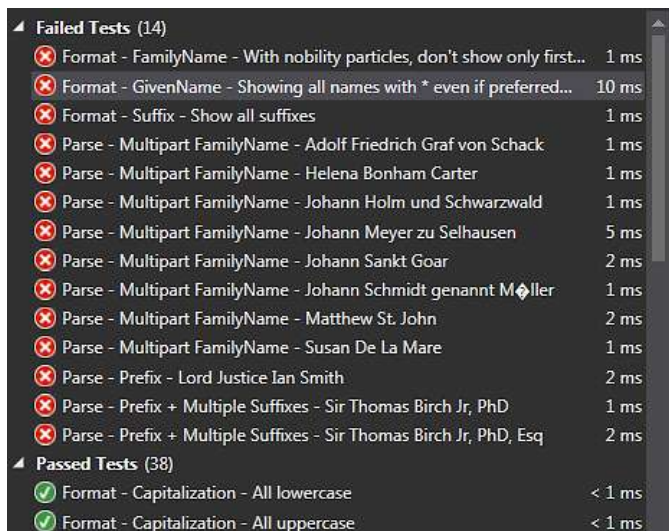 Failed Tests (14)
Format - FamilyName - With nobility particles, don't show only first... 1 ms
Format - GivenName - Showing all names with * even if preferred... 10 ms
Format - Suffix - Show all suffixes 1 ms
Parse - Multipart FamilyName - Adolf Friedrich Graf von Schack 1 ms
Parse - Multipart FamilyName - Helena Bonham Carter 1 ms
Parse - Multipart FamilyName - Johann Holm und Schwarzwald 1 ms
Parse - Multipart FamilyName - Johann Meyer zu Selhausen 5 ms
Parse - Multipart FamilyName - Johann Sankt Goar 2 ms
Parse - Multipart FamilyName - Johann Schmidt genannt M�ller 1 ms
Parse - Multipart FamilyName - Matthew St. John 2 ms
Parse - Multipart FamilyName - Susan De La Mare 1 ms
Parse - Prefix - Lord Justice Ian Smith 2 ms
Parse - Prefix + Multiple Suffixes - Sir Thomas Birch Jr, PhD 1 ms
Parse - Prefix + Multiple Suffixes - Sir Thomas Birch Jr, PhD, Esq 2 ms
Passed Tests (38)
Format - Capitalization - All lowercase < 1 ms
Format - Capitalization - All uppercase < 1 ms